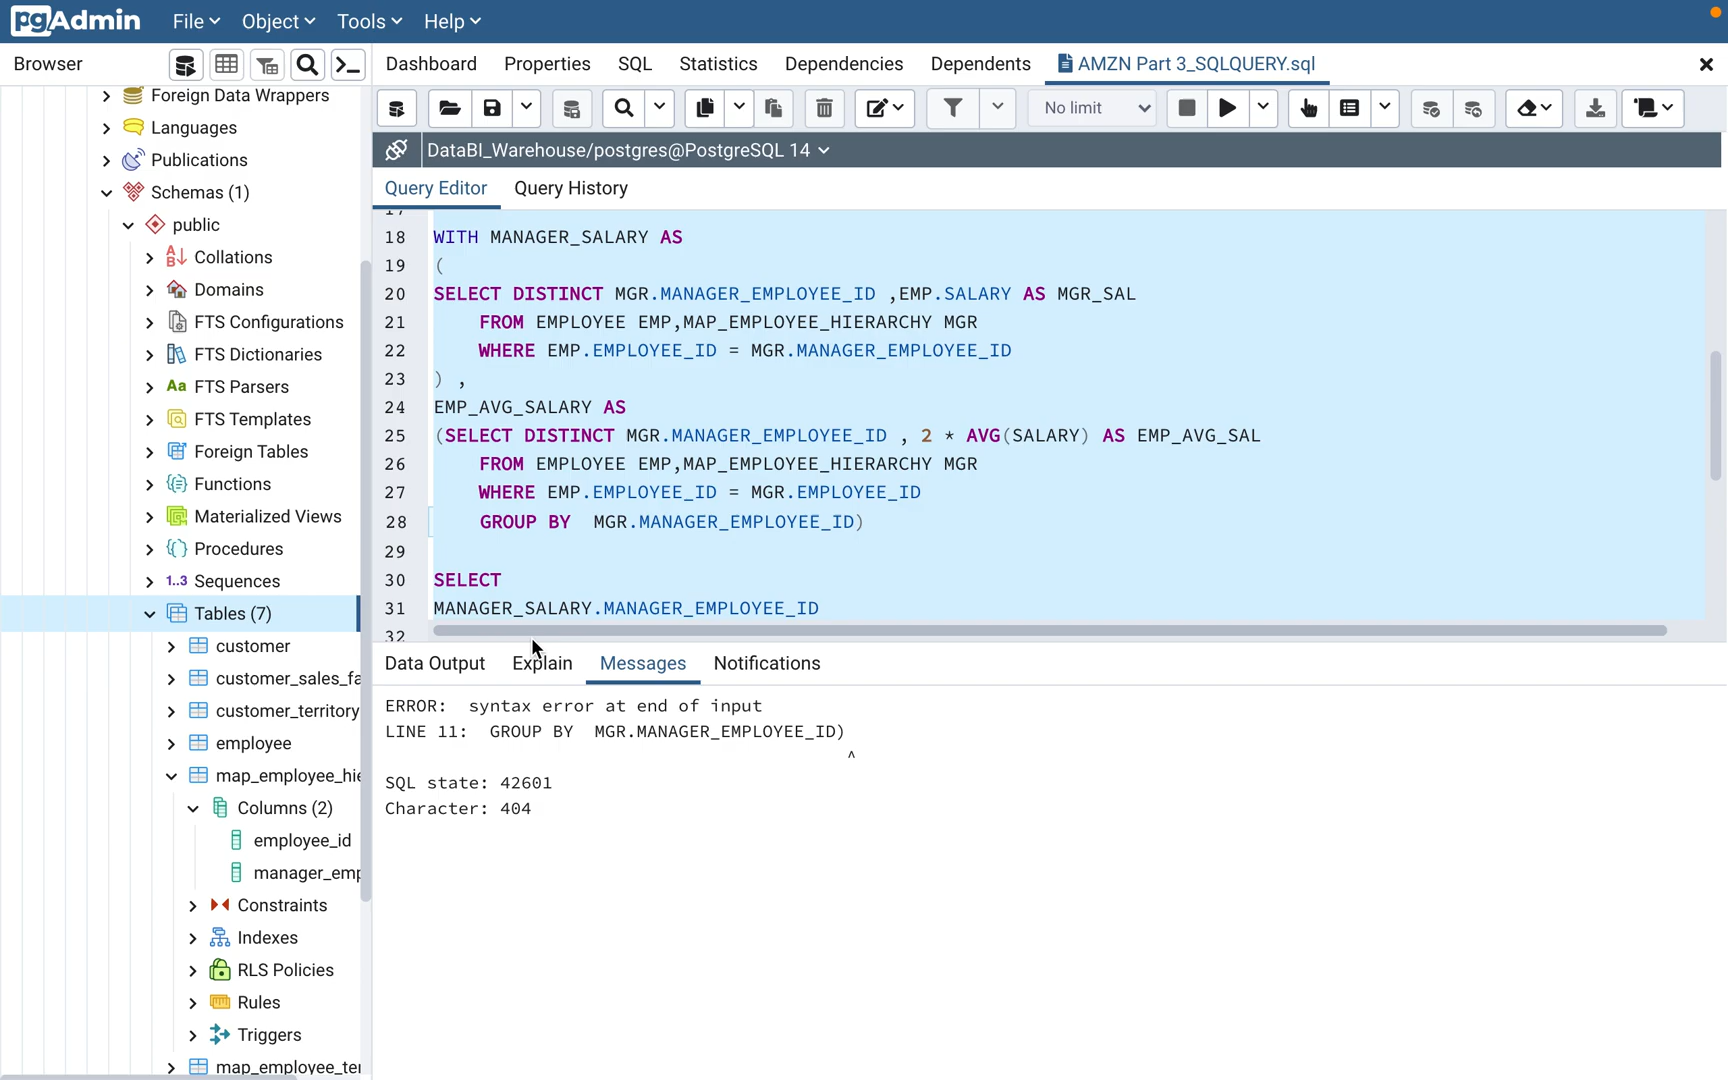 pgAdmin File Object Tools Help
Browser Dashboard Properties SQL Statistics Dependencies Dependents AMZN Part 3_SQLQUERY.sql
No limit
DataBI_Warehouse/postgres@PostgreSQL 14
Query Editor Query History
Foreign Data Wrappers
Languages
Publications
Schemas (1)
public
Collations
Domains
FTS Configurations
FTS Dictionaries
Aa FTS Parsers
FTS Templates
Foreign Tables
Functions
Materialized Views
Procedures
1..3 Sequences
Tables (7)
customer
customer_sales_fa
customer_territory
employee
map_employee_hie
Columns (2)
employee_id
manager_emp
Constraints
Indexes
RLS Policies
Rules
Triggers
map_employee_ter
17
18 WITH MANAGER_SALARY AS
19 (
20 SELECT DISTINCT MGR.MANAGER_EMPLOYEE_ID ,EMP.SALARY AS MGR_SAL
21 FROM EMPLOYEE EMP,MAP_EMPLOYEE_HIERARCHY MGR
22 WHERE EMP.EMPLOYEE_ID = MGR.MANAGER_EMPLOYEE_ID
23 ) ,
24 EMP_AVG_SALARY AS
25 (SELECT DISTINCT MGR.MANAGER_EMPLOYEE_ID , 2 * AVG(SALARY) AS EMP_AVG_SAL
26 FROM EMPLOYEE EMP,MAP_EMPLOYEE_HIERARCHY MGR
27 WHERE EMP.EMPLOYEE_ID = MGR.EMPLOYEE_ID
28 GROUP BY MGR.MANAGER_EMPLOYEE_ID)
29
30 SELECT
31 MANAGER_SALARY.MANAGER_EMPLOYEE_ID
32
Data Output Explain Messages Notifications
ERROR: syntax error at end of input
LINE 11: GROUP BY MGR.MANAGER_EMPLOYEE_ID)
^
SQL state: 42601
Character: 404